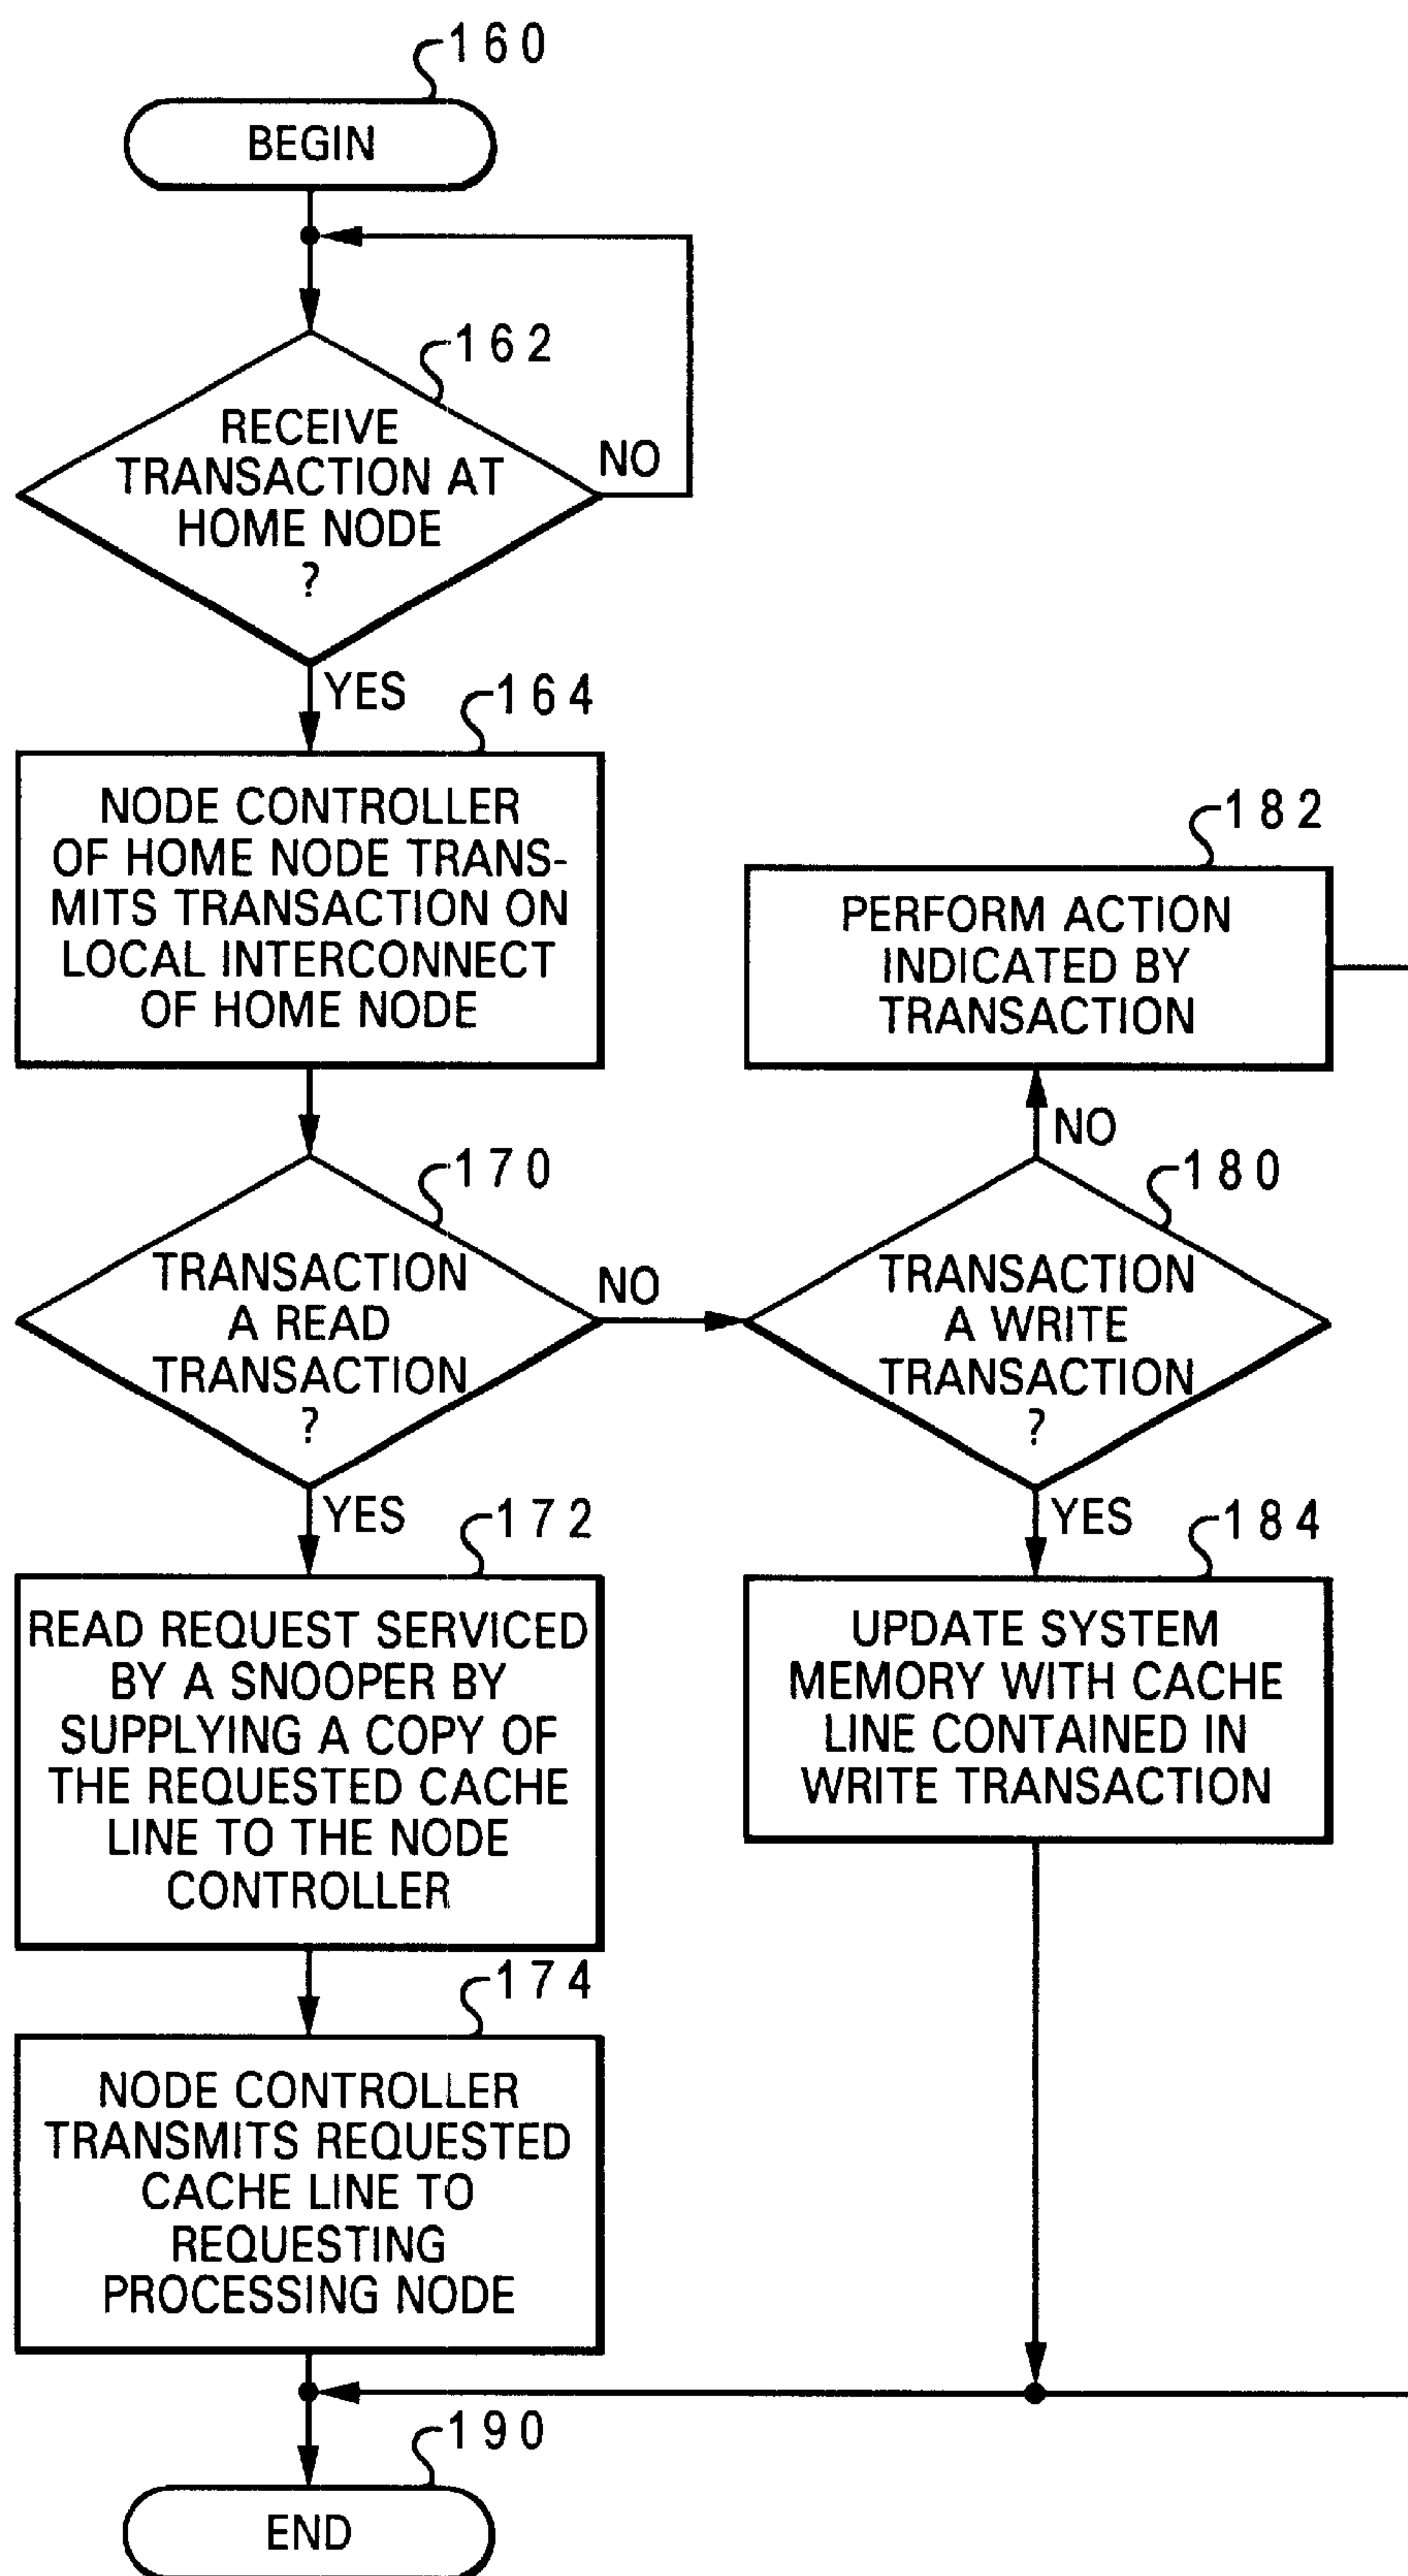 160
BEGIN
162
RECEIVE
TRANSACTION AT
HOME NODE
?
NO
YES
164
NODE CONTROLLER
OF HOME NODE TRANS-
MITS TRANSACTION ON
LOCAL INTERCONNECT
OF HOME NODE
182
PERFORM ACTION
INDICATED BY
TRANSACTION
NO
170
TRANSACTION
A READ
TRANSACTION
?
NO
180
TRANSACTION
A WRITE
TRANSACTION
?
YES
172
READ REQUEST SERVICED
BY A SNOOPER BY
SUPPLYING A COPY OF
THE REQUESTED CACHE
LINE TO THE NODE
CONTROLLER
YES
184
UPDATE SYSTEM
MEMORY WITH CACHE
LINE CONTAINED IN
WRITE TRANSACTION
174
NODE CONTROLLER
TRANSMITS REQUESTED
CACHE LINE TO
REQUESTING
PROCESSING NODE
190
END